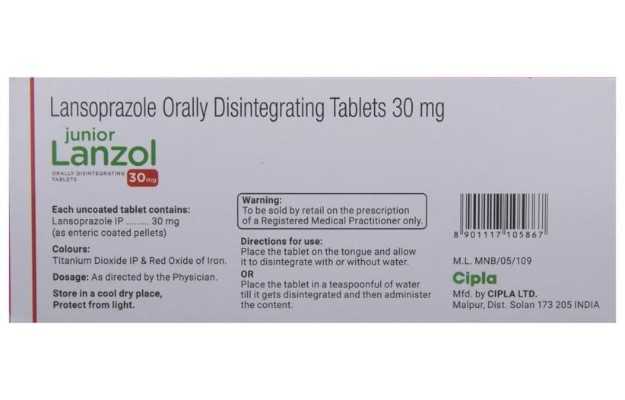 Lansoprazole Orally Disintegrating Tablets 30 mg
junior
Lanzol
ORALLY DISINTEGRATING
TABLETS
30mg
Each uncoated tablet contains:
Lansoprazole IP ......... 30 mg
(as enteric coated pellets)
Colours:
Titanium Dioxide IP & Red Oxide of Iron.
Dosage: As directed by the Physician.
Store in a cool dry place,
Protect from light.
Warning:
To be sold by retail on the prescription
of a Registered Medical Practitioner only.
Directions for use:
Place the tablet on the tongue and allow
it to disintegrate with or without water.
OR
Place the tablet in a teaspoonful of water
till it gets disintegrated and then administer
the content.
8 901117 105867
M.L. MNB/05/109
Cipla
Mfd. by CIPLA LTD.
Malpur, Dist. Solan 173 205 INDIA